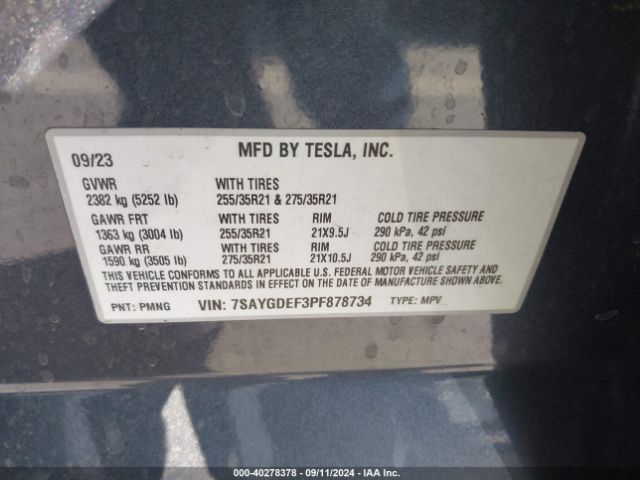 09/23 MFD BY TESLA, INC.
GVWR WITH TIRES
2382 kg (5252 lb) 255/35R21 & 275/35R21
GAWR FRT WITH TIRES RIM COLD TIRE PRESSURE
1363 kg (3004 lb) 255/35R21 21X9.5J 290 kPa, 42 psi
GAWR RR WITH TIRES RIM COLD TIRE PRESSURE
1590 kg (3505 lb) 275/35R21 21X10.5J 290 kPa, 42 psi
THIS VEHICLE CONFORMS TO ALL APPLICABLE U.S. FEDERAL MOTOR VEHICLE SAFETY AND
THEFT PREVENTION STANDARDS IN EFFECT ON THE DATE OF MANUFACTURE SHOWN ABOVE.
PNT: PMNG VIN: 7SAYGDEF3PF878734 TYPE: MPV
000-40278378 - 09/11/2024 - IAA Inc.